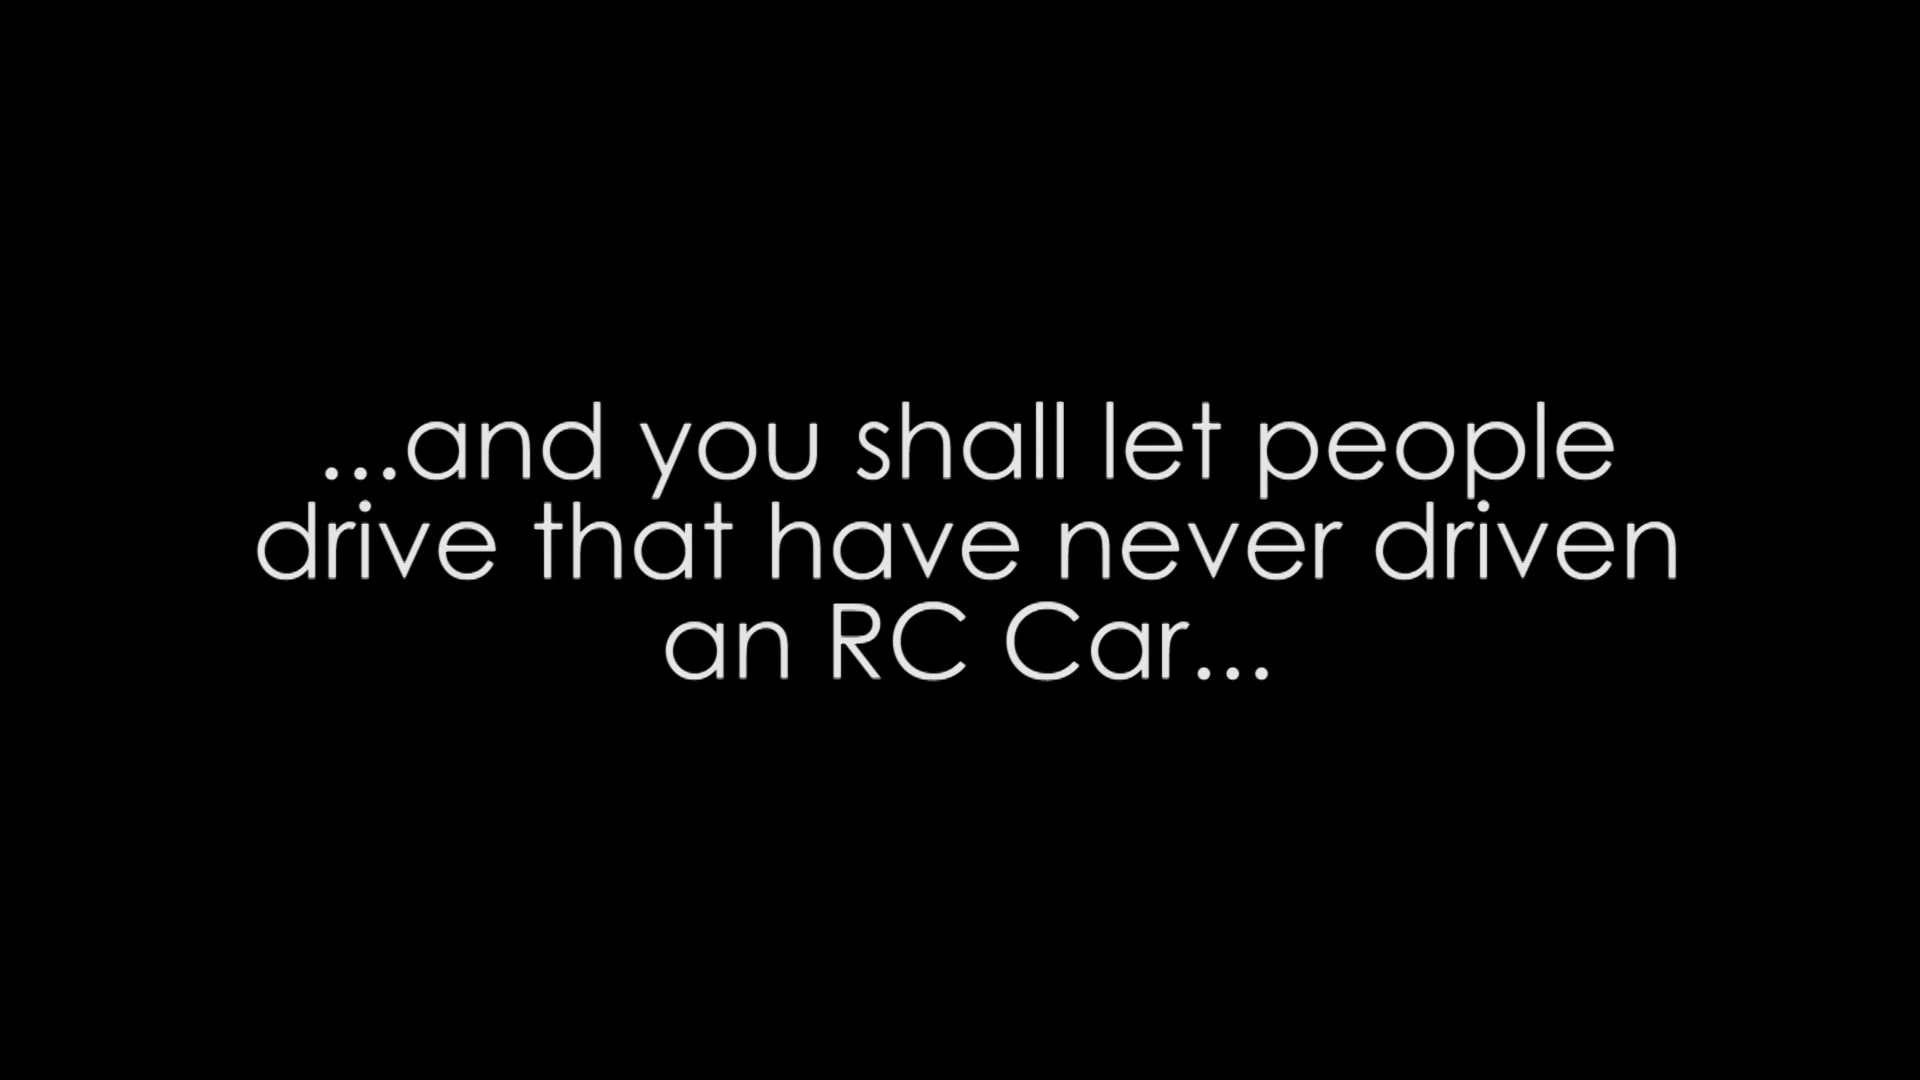 ...and you shall let people
drive that have never driven
an RC Car...